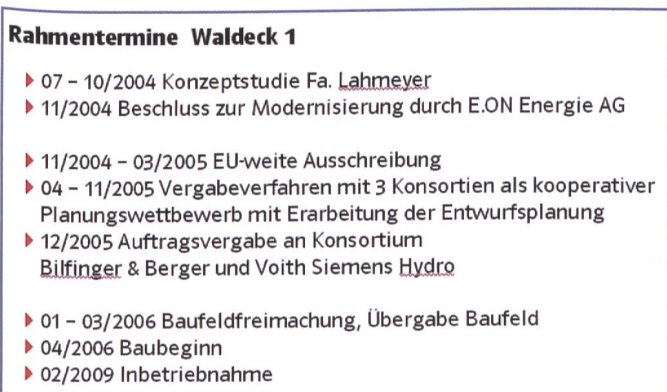 Rahmentermine Waldeck 1
07 – 10/2004 Konzeptstudie Fa. Lahmeyer
11/2004 Beschluss zur Modernisierung durch E.ON Energie AG
11/2004 – 03/2005 EU-weite Ausschreibung
04 – 11/2005 Vergabeverfahren mit 3 Konsortien als kooperativer
Planungswettbewerb mit Erarbeitung der Entwurfsplanung
12/2005 Auftragsvergabe an Konsortium
Bilfinger & Berger und Voith Siemens Hydro
01 – 03/2006 Baufeldfreimachung, Übergabe Baufeld
04/2006 Baubeginn
02/2009 Inbetriebnahme